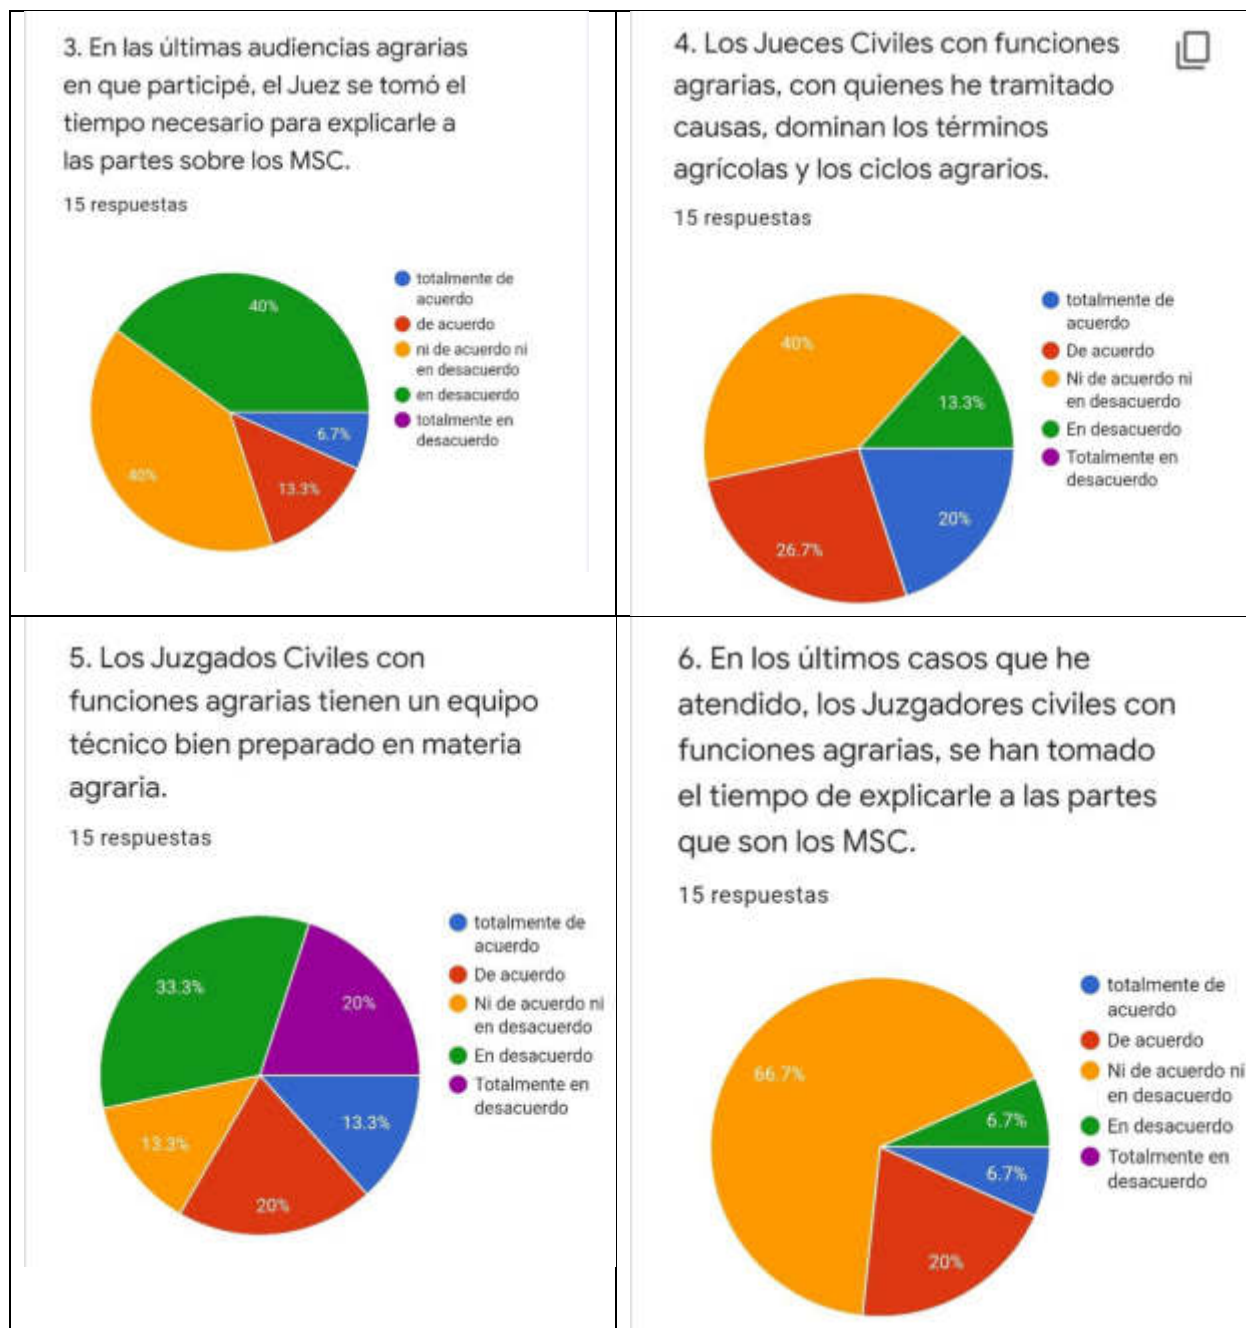 3. En las últimas audiencias agrarias
en que participé, el Juez se tomó el
tiempo necesario para explicarle a
las partes sobre los MSC.
15 respuestas
40%
40%
13.3%
6.7%
totalmente de
acuerdo
de acuerdo
ni de acuerdo ni
en desacuerdo
en desacuerdo
totalmente en
desacuerdo
4. Los Jueces Civiles con funciones
agrarias, con quienes he tramitado
causas, dominan los términos
agrícolas y los ciclos agrarios.
15 respuestas
40%
13.3%
20%
26.7%
totalmente de
acuerdo
De acuerdo
Ni de acuerdo ni
en desacuerdo
En desacuerdo
Totalmente en
desacuerdo
5. Los Juzgados Civiles con
funciones agrarias tienen un equipo
técnico bien preparado en materia
agraria.
15 respuestas
33.3%
20%
13.3%
13.3%
20%
totalmente de
acuerdo
De acuerdo
Ni de acuerdo ni
en desacuerdo
En desacuerdo
Totalmente en
desacuerdo
6. En los últimos casos que he
atendido, los Juzgadores civiles con
funciones agrarias, se han tomado
el tiempo de explicarle a las partes
que son los MSC.
15 respuestas
66.7%
6.7%
6.7%
20%
totalmente de
acuerdo
De acuerdo
Ni de acuerdo ni
en desacuerdo
En desacuerdo
Totalmente en
desacuerdo